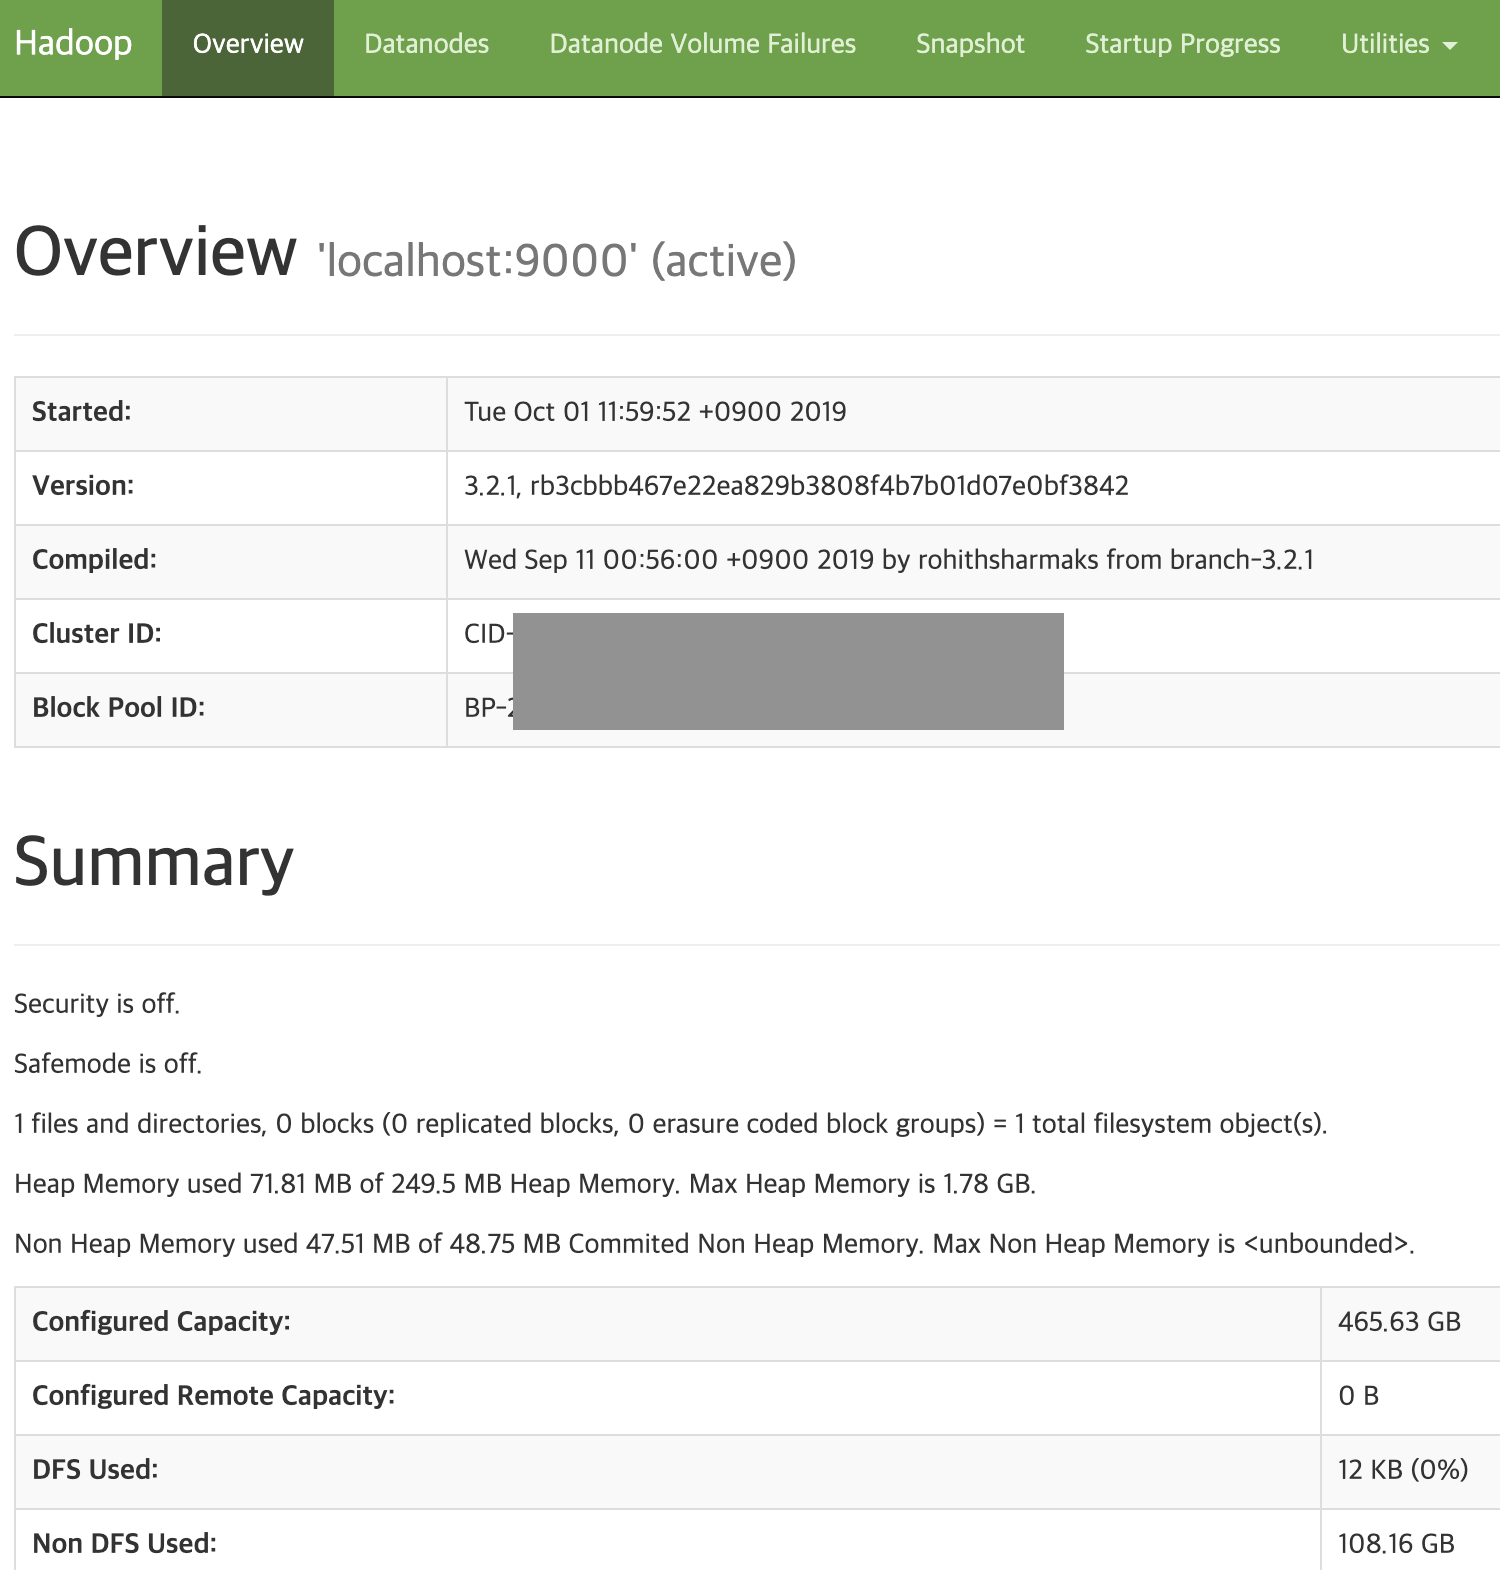 Hadoop Overview Datanodes Datanode Volume Failures Snapshot Startup Progress Utilities
Overview 'localhost:9000' (active)
Started: Tue Oct 01 11:59:52 +0900 2019
Version: 3.2.1, rb3cbbb467e22ea829b3808f4b7b01d07e0bf3842
Compiled: Wed Sep 11 00:56:00 +0900 2019 by rohithsharmaks from branch-3.2.1
Cluster ID: CID-
Block Pool ID: BP-2
Summary
Security is off.
Safemode is off.
1 files and directories, 0 blocks (0 replicated blocks, 0 erasure coded block groups) = 1 total filesystem object(s).
Heap Memory used 71.81 MB of 249.5 MB Heap Memory. Max Heap Memory is 1.78 GB.
Non Heap Memory used 47.51 MB of 48.75 MB Commited Non Heap Memory. Max Non Heap Memory is <unbounded>.
Configured Capacity: 465.63 GB
Configured Remote Capacity: 0 B
DFS Used: 12 KB (0%)
Non DFS Used: 108.16 GB